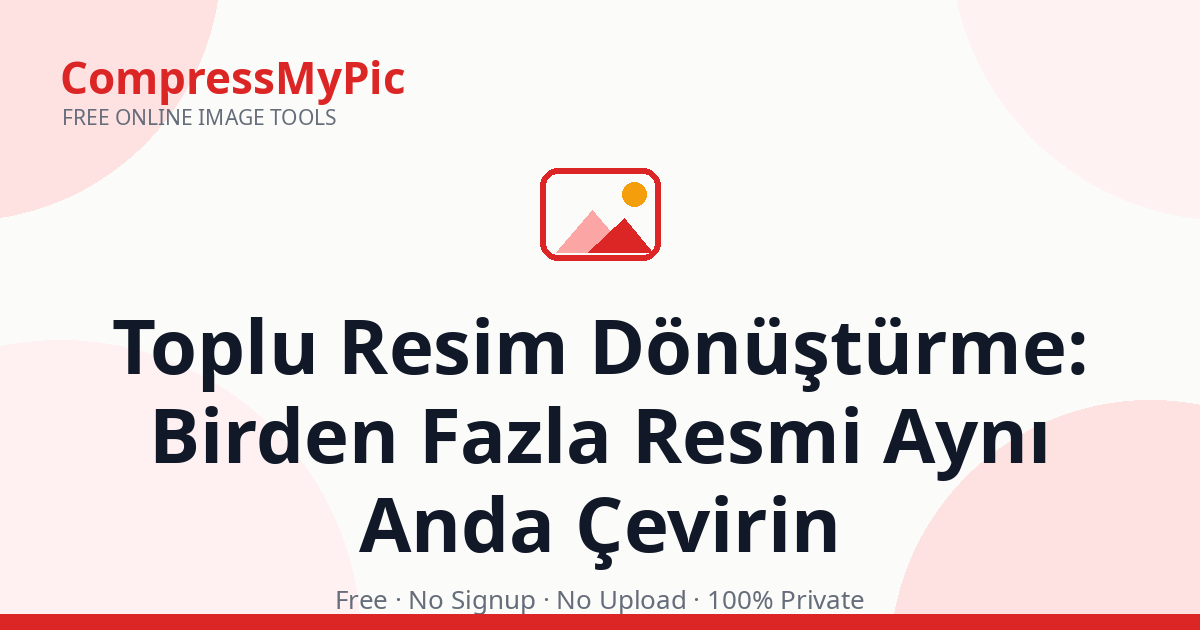 CompressMyPic
FREE ONLINE IMAGE TOOLS
Toplu Resim Dönüştürme:
Birden Fazla Resmi Aynı
Anda Çevirin
Free · No Signup · No Upload · 100% Private